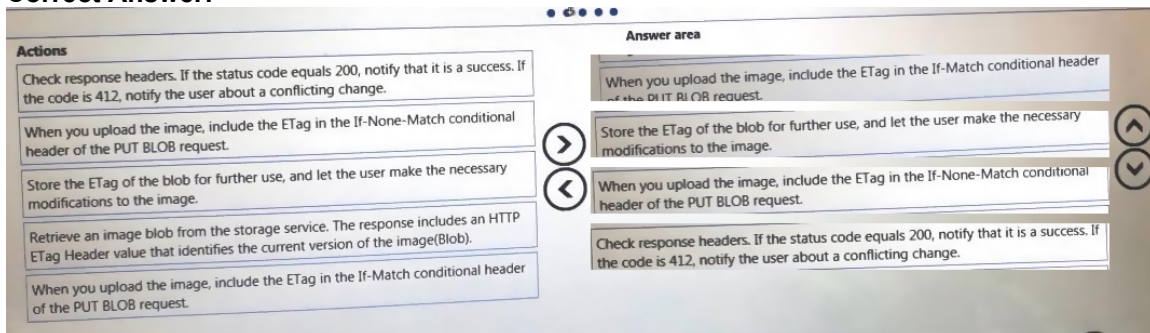 Actions
Check response headers. If the status code equals 200, notify that it is a success. If
the code is 412, notify the user about a conflicting change.
When you upload the image, include the ETag in the If-None-Match conditional
header of the PUT BLOB request.
Store the ETag of the blob for further use, and let the user make the necessary
modifications to the image.
Retrieve an image blob from the storage service. The response includes an HTTP
ETag Header value that identifies the current version of the image(Blob).
When you upload the image, include the ETag in the If-Match conditional header
of the PUT BLOB request.
Answer area
When you upload the image, include the ETag in the If-Match conditional header
of the PUT BLOB request.
Store the ETag of the blob for further use, and let the user make the necessary
modifications to the image.
When you upload the image, include the ETag in the If-None-Match conditional
header of the PUT BLOB request.
Check response headers. If the status code equals 200, notify that it is a success. If
the code is 412, notify the user about a conflicting change.